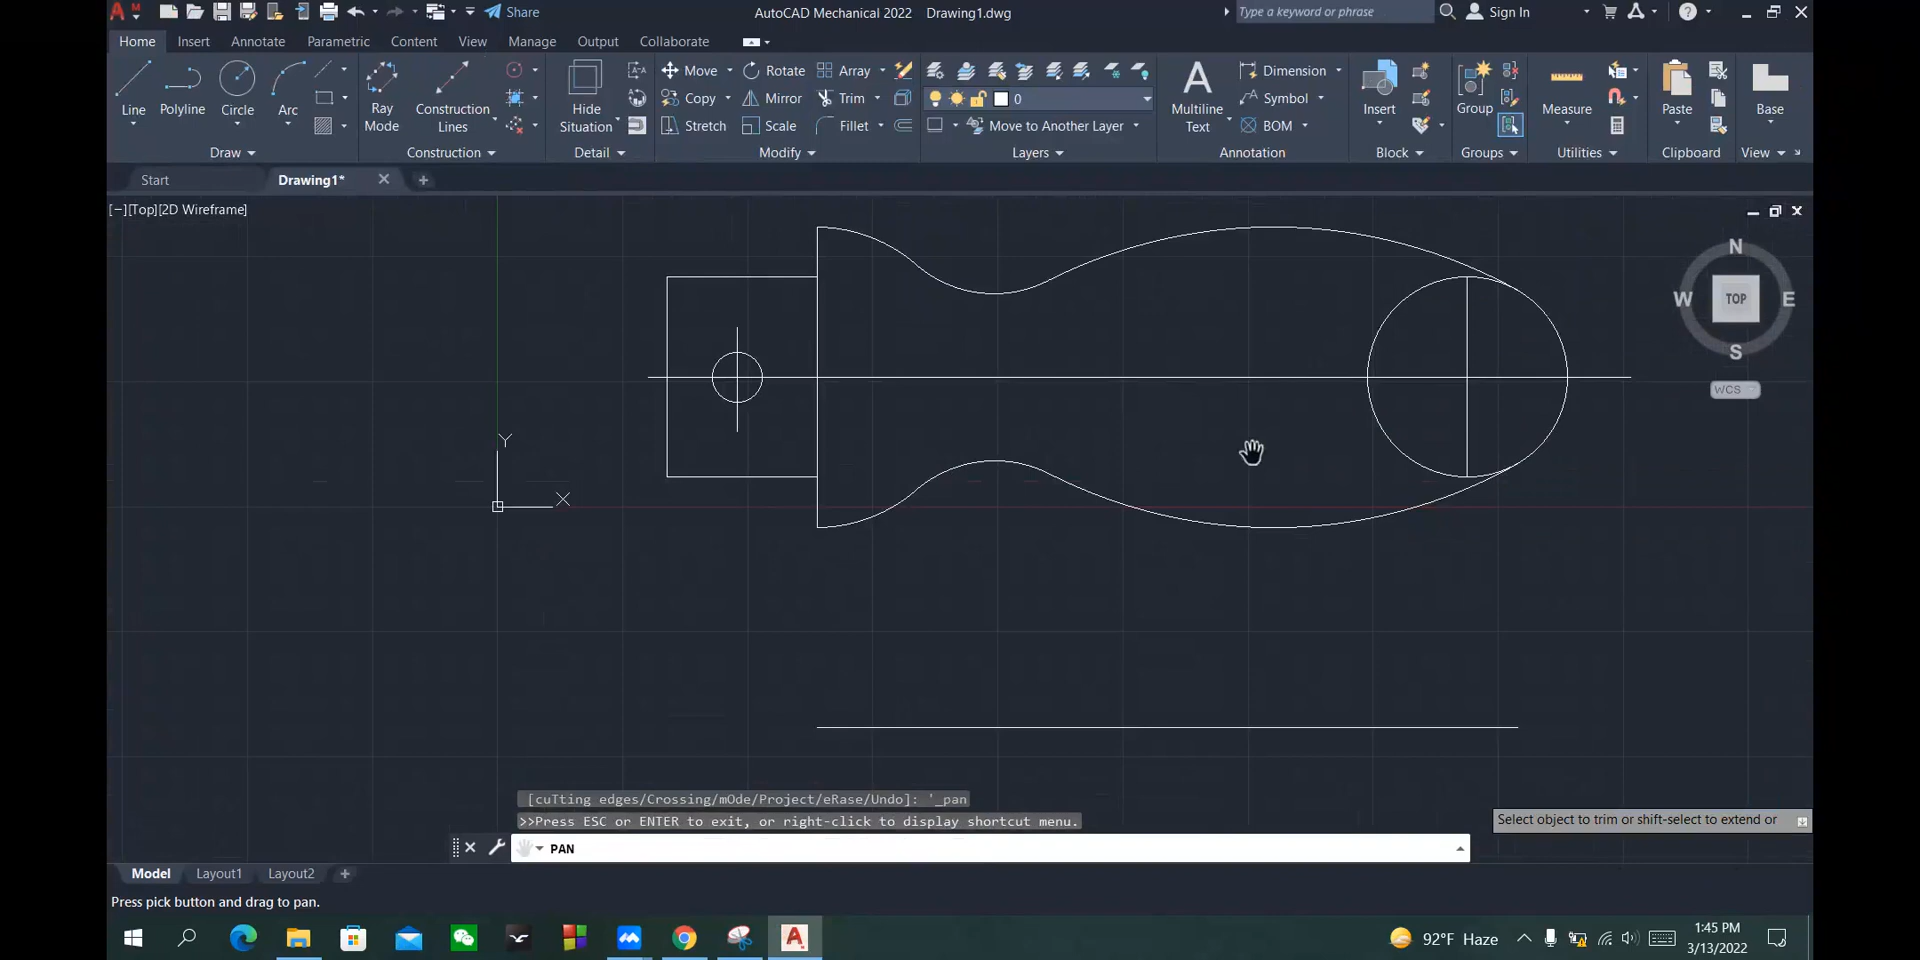 Share
AutoCAD Mechanical 2022 Drawing1.dwg
Type a keyword or phrase
Sign In
Home Insert Annotate Parametric Content View Manage Output Collaborate
Line Polyline Circle Arc
Draw
Ray
Mode
Construction
Lines
Construction
Hide
Situation
Detail
Move Rotate Array
Copy Mirror Trim
Stretch Scale Fillet
Modify
0
Move to Another Layer
Layers
Multiline
Text
Dimension
Symbol
BOM
Annotation
Insert
Block
Group
Groups
Measure
Utilities
Paste
Clipboard
Base
View
Start Drawing1*
[−][Top][2D Wireframe]
N
W TOP E
S
WCS
Y
X
[cuTting edges/Crossing/mOde/Project/eRase/Undo]: '_pan
>>Press ESC or ENTER to exit, or right-click to display shortcut menu.
Select object to trim or shift-select to extend or
PAN
Model Layout1 Layout2
Press pick button and drag to pan.
92°F Haze
1:45 PM
3/13/2022